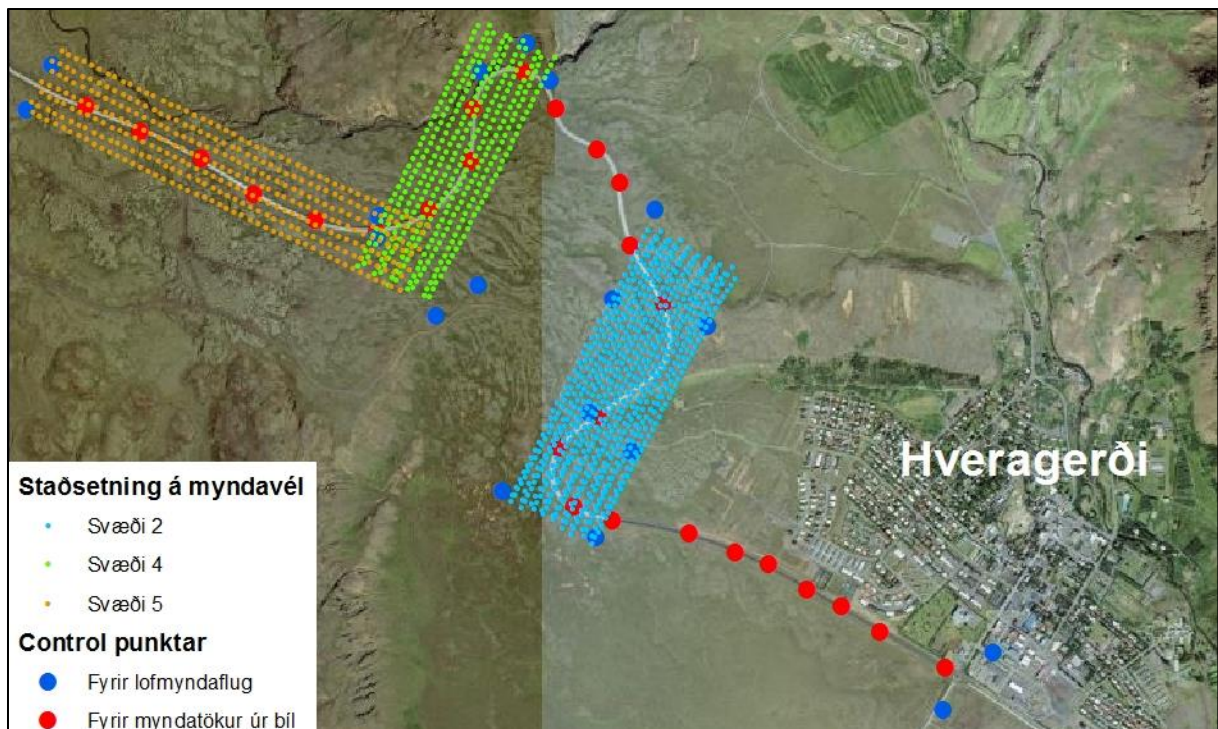 Hveragerði
Staðsetning á myndavél
Svæði 2
Svæði 4
Svæði 5
Control punktar
Fyrir lofmyndaflug
Fyrir myndatökur úr bíl